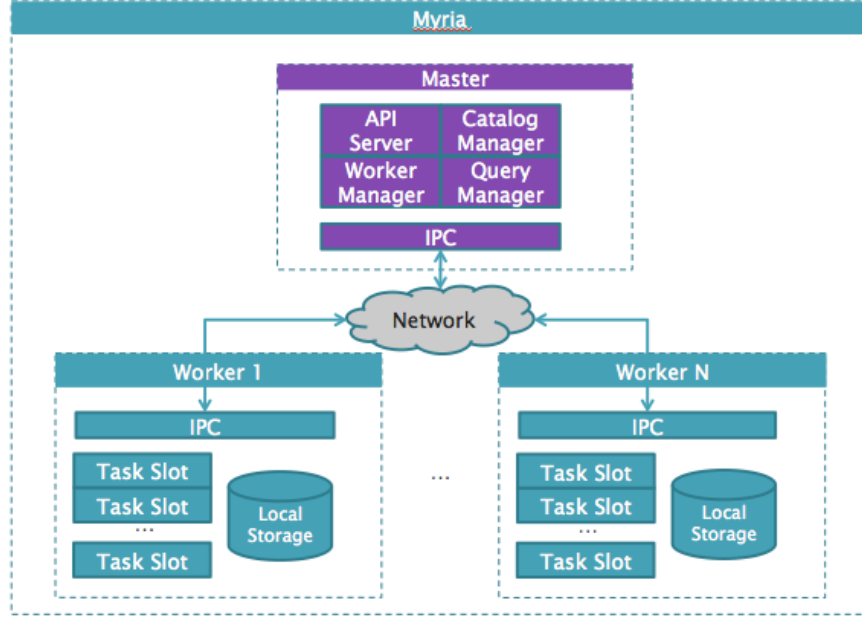 Myria
Master
API
Server
Catalog
Manager
Worker
Manager
Query
Manager
IPC
Network
Worker 1
IPC
Task Slot
Task Slot
...
Task Slot
Local
Storage
...
Worker N
IPC
Task Slot
Task Slot
...
Task Slot
Local
Storage